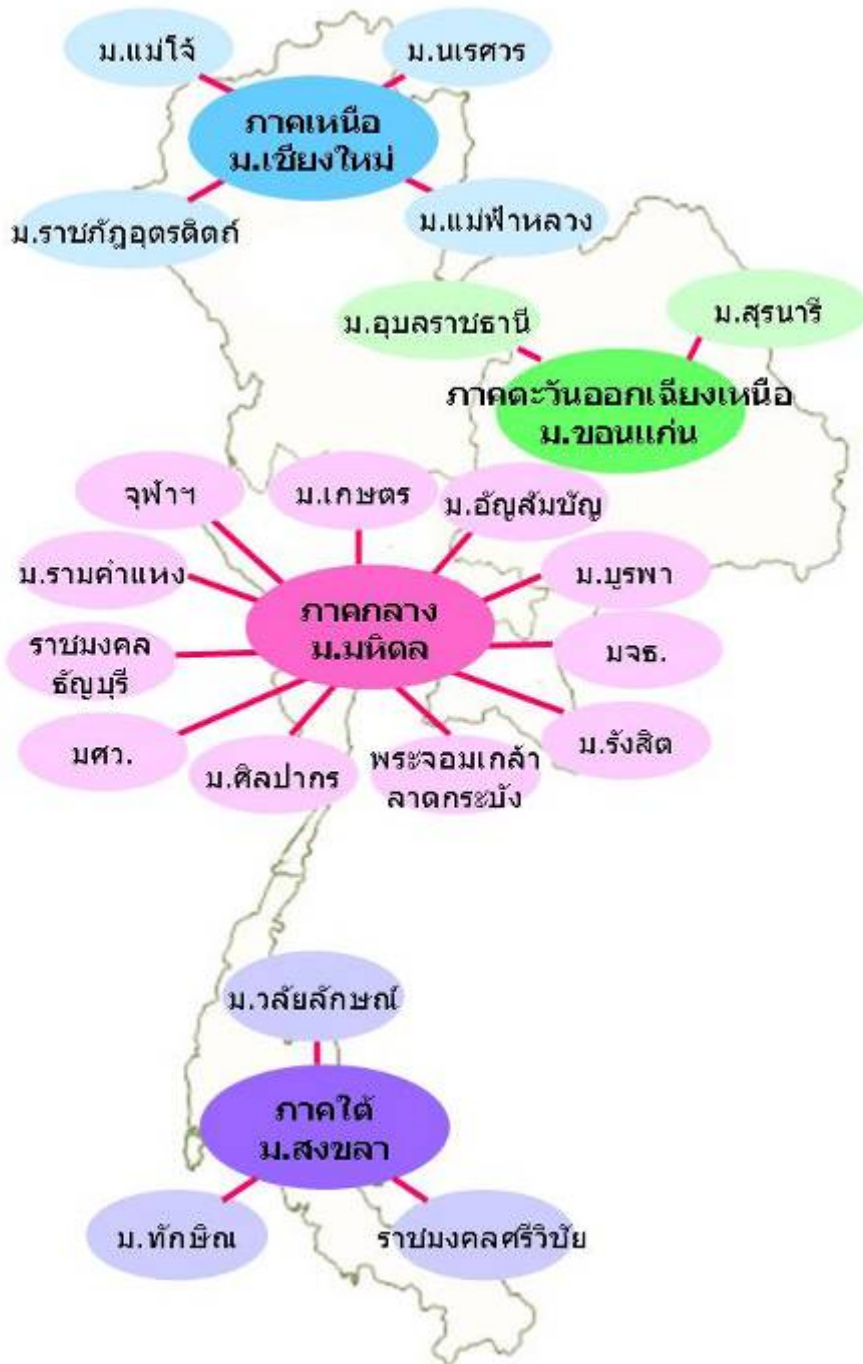 ม.แม่โจ้
ม.นเรศวร
ภาคเหนือ
ม.เชียงใหม่
ม.ราชภัฏอุตรดิตถ์
ม.แม่ฟ้าหลวง
ม.อุบลราชธานี
ม.สุรนารี
ภาคตะวันออกเฉียงเหนือ
ม.ขอนแก่น
จุฬาฯ
ม.เกษตร
ม.อัญสัมชัญ
ม.รามคำแหง
ม.บูรพา
ภาคกลาง
ม.มหิดล
ราชมงคล
ธัญบุรี
มจธ.
มศว.
ม.ศิลปากร
พระจอมเกล้า
ลาดกระบัง
ม.รังสิต
ม.วลัยลักษณ์
ภาคใต้
ม.สงขลา
ม.ทักษิณ
ราชมงคลศรีวิชัย